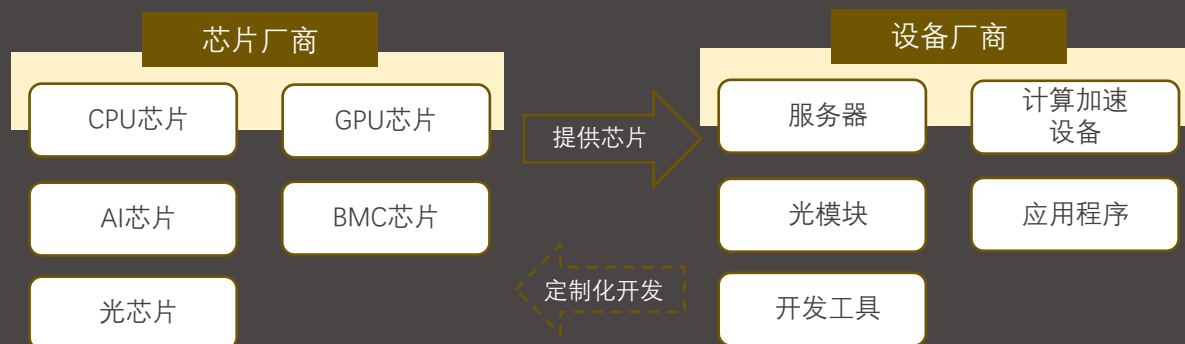 芯片厂商
CPU芯片
GPU芯片
AI芯片
BMC芯片
光芯片
提供芯片
定制化开发
设备厂商
服务器
计算加速
设备
光模块
应用程序
开发工具